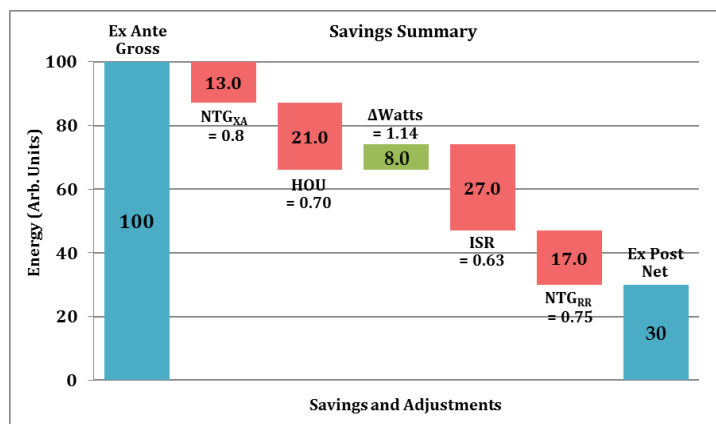 Savings Summary
Ex Ante
Gross
Energy (Arb. Units)
100
80
60
40
20
0
100
13.0
NTGXA
= 0.8
21.0
HOU
= 0.70
ΔWatts
= 1.14
8.0
27.0
ISR
= 0.63
17.0
NTGRR
= 0.75
Ex Post
Net
30
Savings and Adjustments